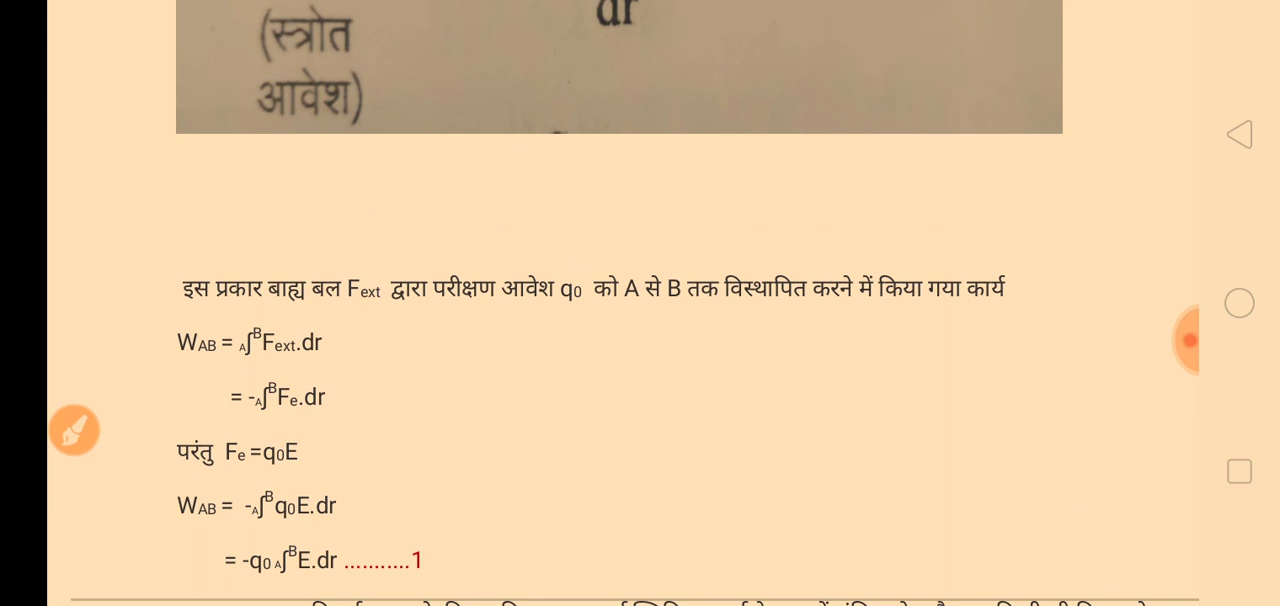 dr
(स्त्रोत
आवेश)
इस प्रकार बाह्य बल Fext द्वारा परीक्षण आवेश q0 को A से B तक विस्थापित करने में किया गया कार्य
WAB = A∫BFext.dr
= -A∫BFe.dr
परंतु Fe =q0E
WAB = -A∫Bq0E.dr
= -q0 A∫BE.dr ...........1